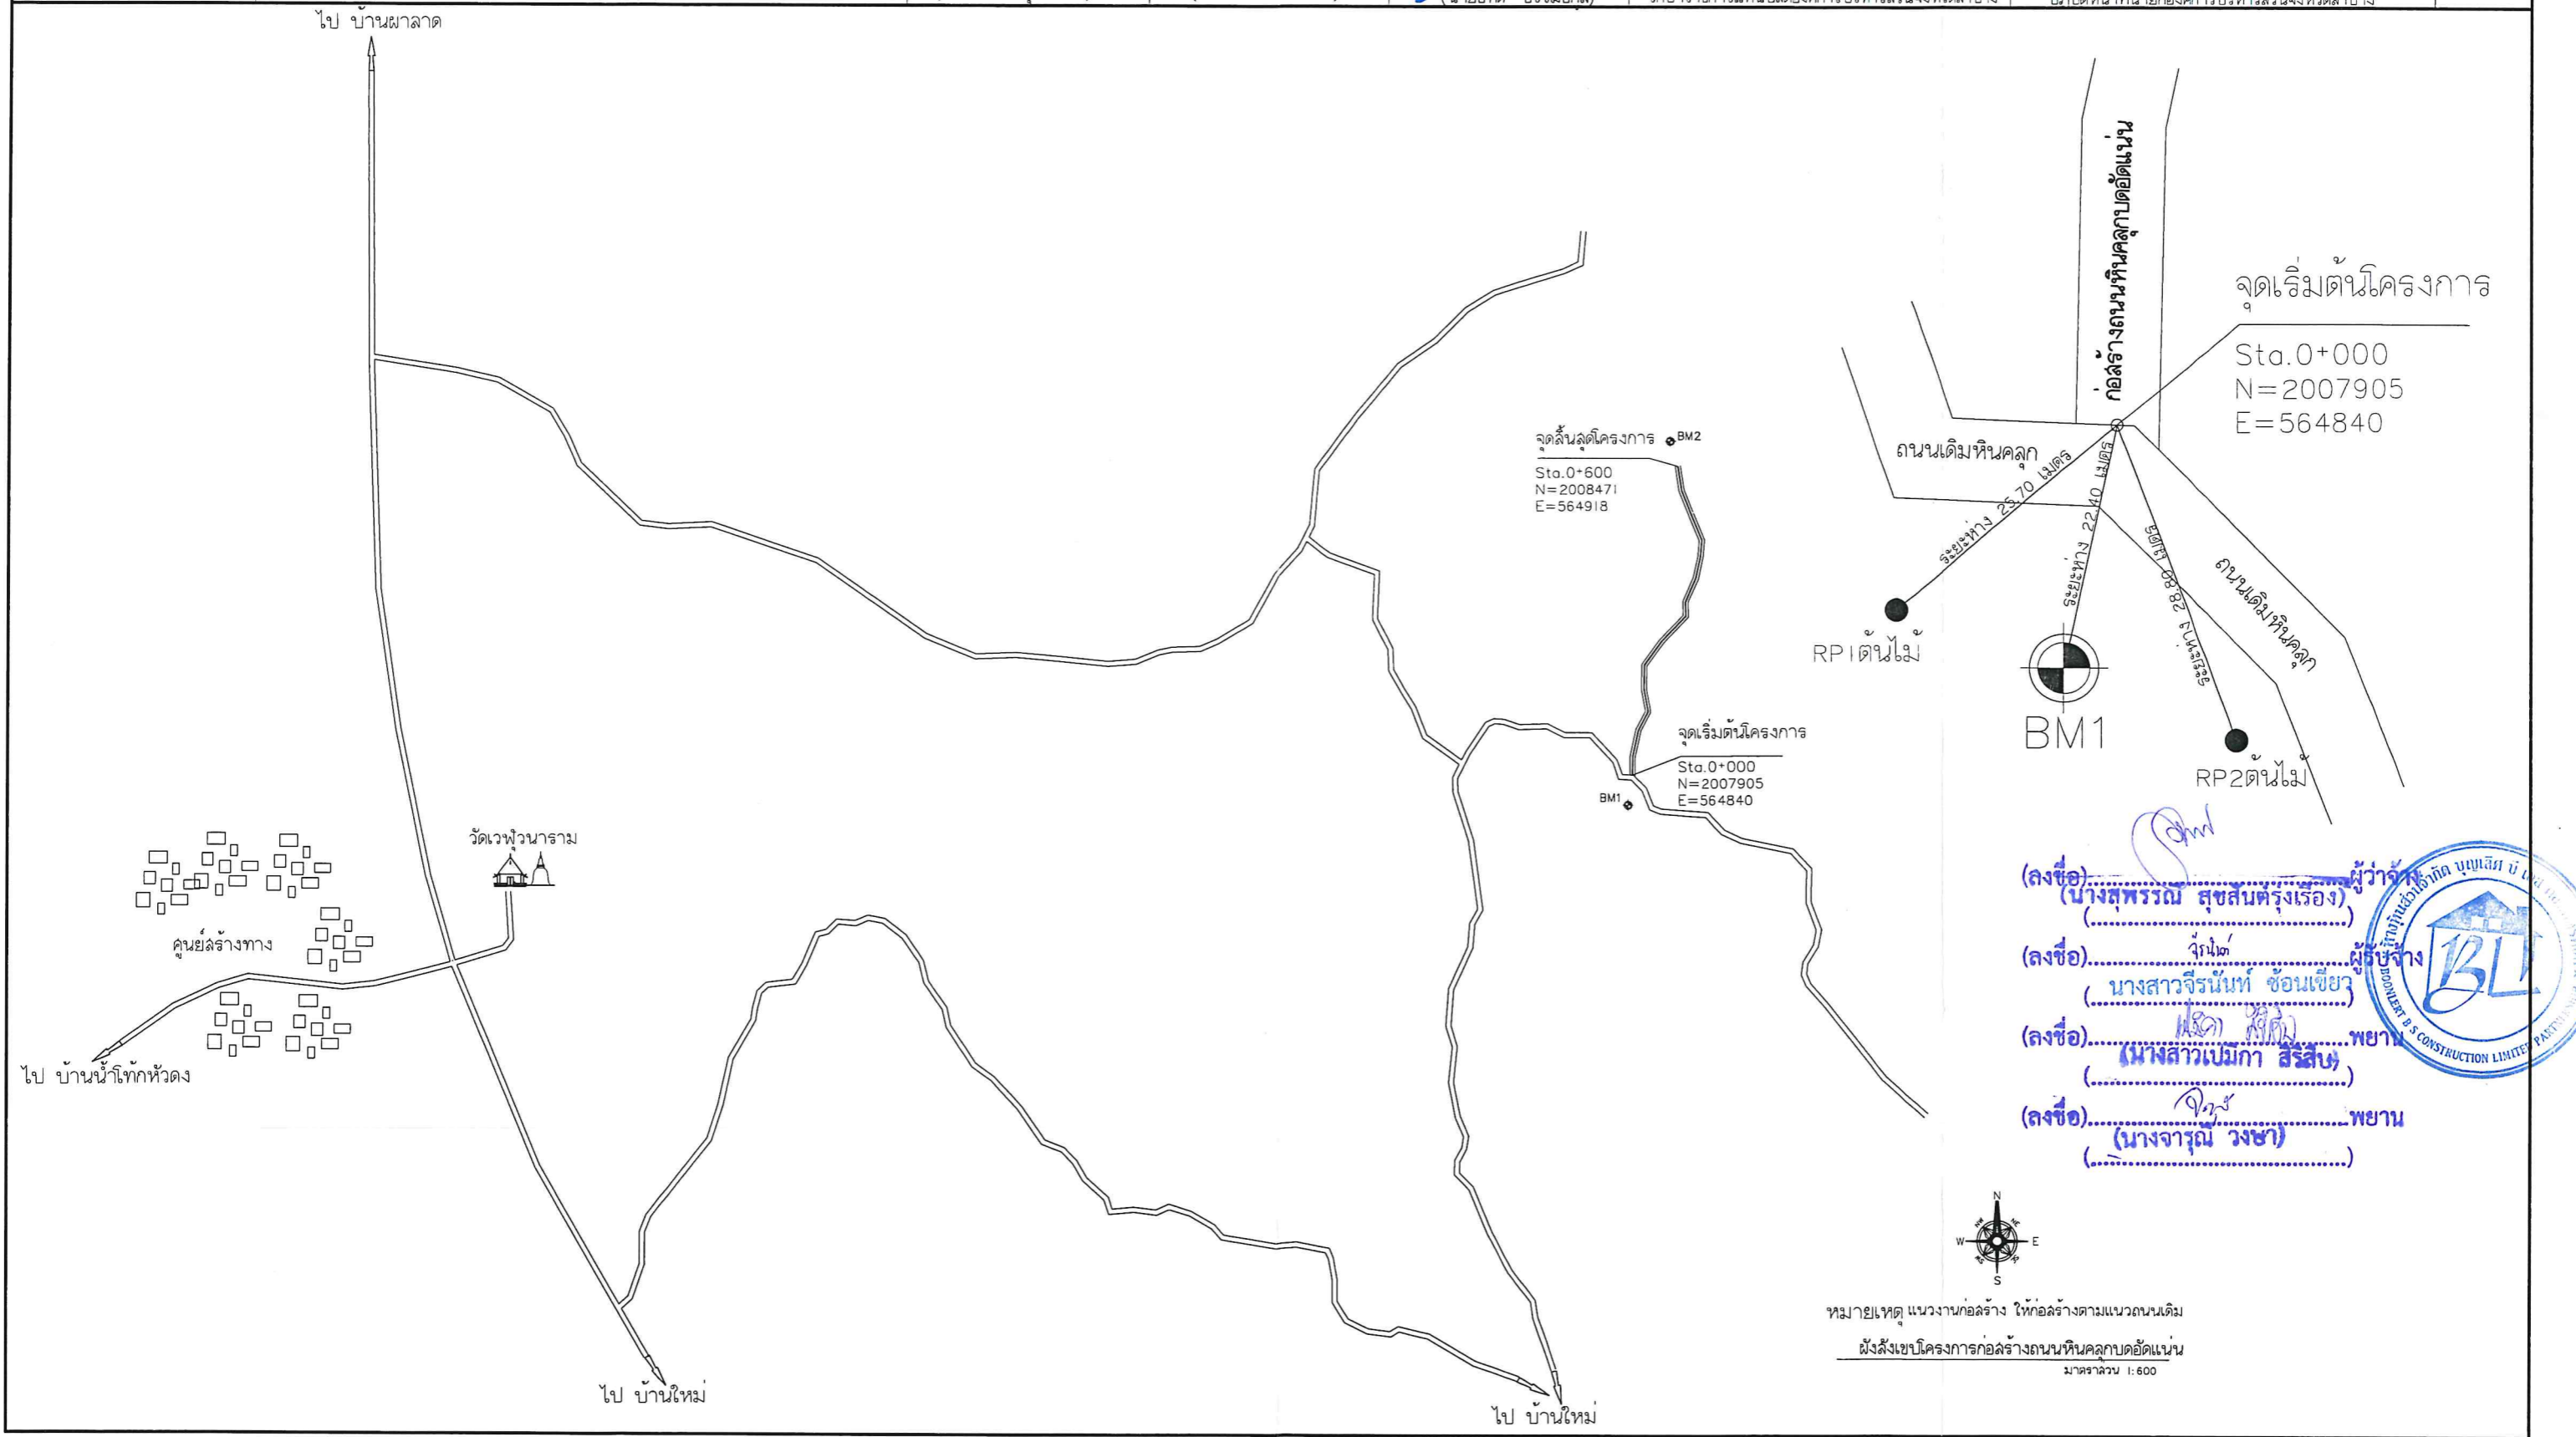 ไป บ้านผาลาด
ก่อสร้างถนนหินคลุกบดอัดแน่น
จุดเริ่มต้นโครงการ
Sta.0+000
N=2007905
E=564840
ถนนเดิมหินคลุก
ระยะห่าง 25.70 เมตร
ระยะห่าง 22.40 เมตร
ระยะห่าง 28.80 เมตร
ถนนเดิมหินคลุก
RP1ต้นไม้
BM1
RP2ต้นไม้
จุดสิ้นสุดโครงการ
BM2
Sta.0+600
N=2008471
E=564918
จุดเริ่มต้นโครงการ
Sta.0+000
N=2007905
E=564840
BM1
วัดเวฬุวนาราม
ศูนย์สร้างทาง
ไป บ้านน้ำโท้กหัวดง
ไป บ้านใหม่
ไป บ้านใหม่
(ลงชื่อ)....................ผู้ว่าจ้าง
(นางสุพรรณี สุขสันต์รุ่งเรือง)
(ลงชื่อ)....................ผู้รับจ้าง
นางสาวจีรนันท์ ซ้อนเขียว
(ลงชื่อ)....................พยาน
(นางสาวเปมิกา สิริสืบ)
(ลงชื่อ)....................พยาน
(นางจารุณี วงษา)
BL
BOONLERT B S CONSTRUCTION LIMITED
N
NW
NE
W
E
S
หมายเหตุ แนวงานก่อสร้าง ให้ก่อสร้างตามแนวถนนเดิม
ผังสังเขปโครงการก่อสร้างถนนหินคลุกบดอัดแน่น
มาตราส่วน 1:600